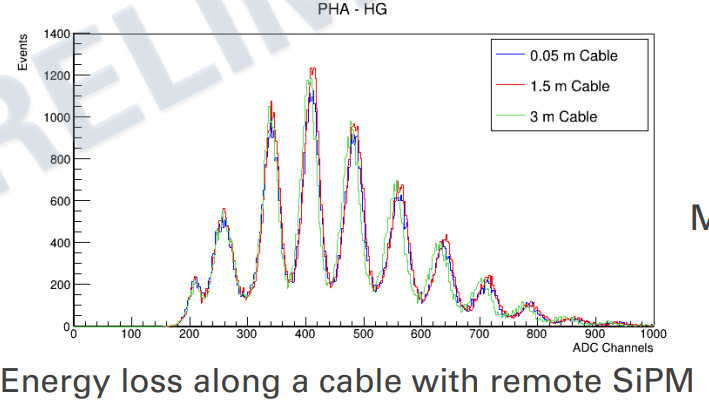 PHA - HG
Events
1400
1200
1000
800
600
400
200
0
0 100 200 300 400 500 600 700 800 900 1000
ADC Channels
0.05 m Cable
1.5 m Cable
3 m Cable
RELIN
M
Energy loss along a cable with remote SiPM